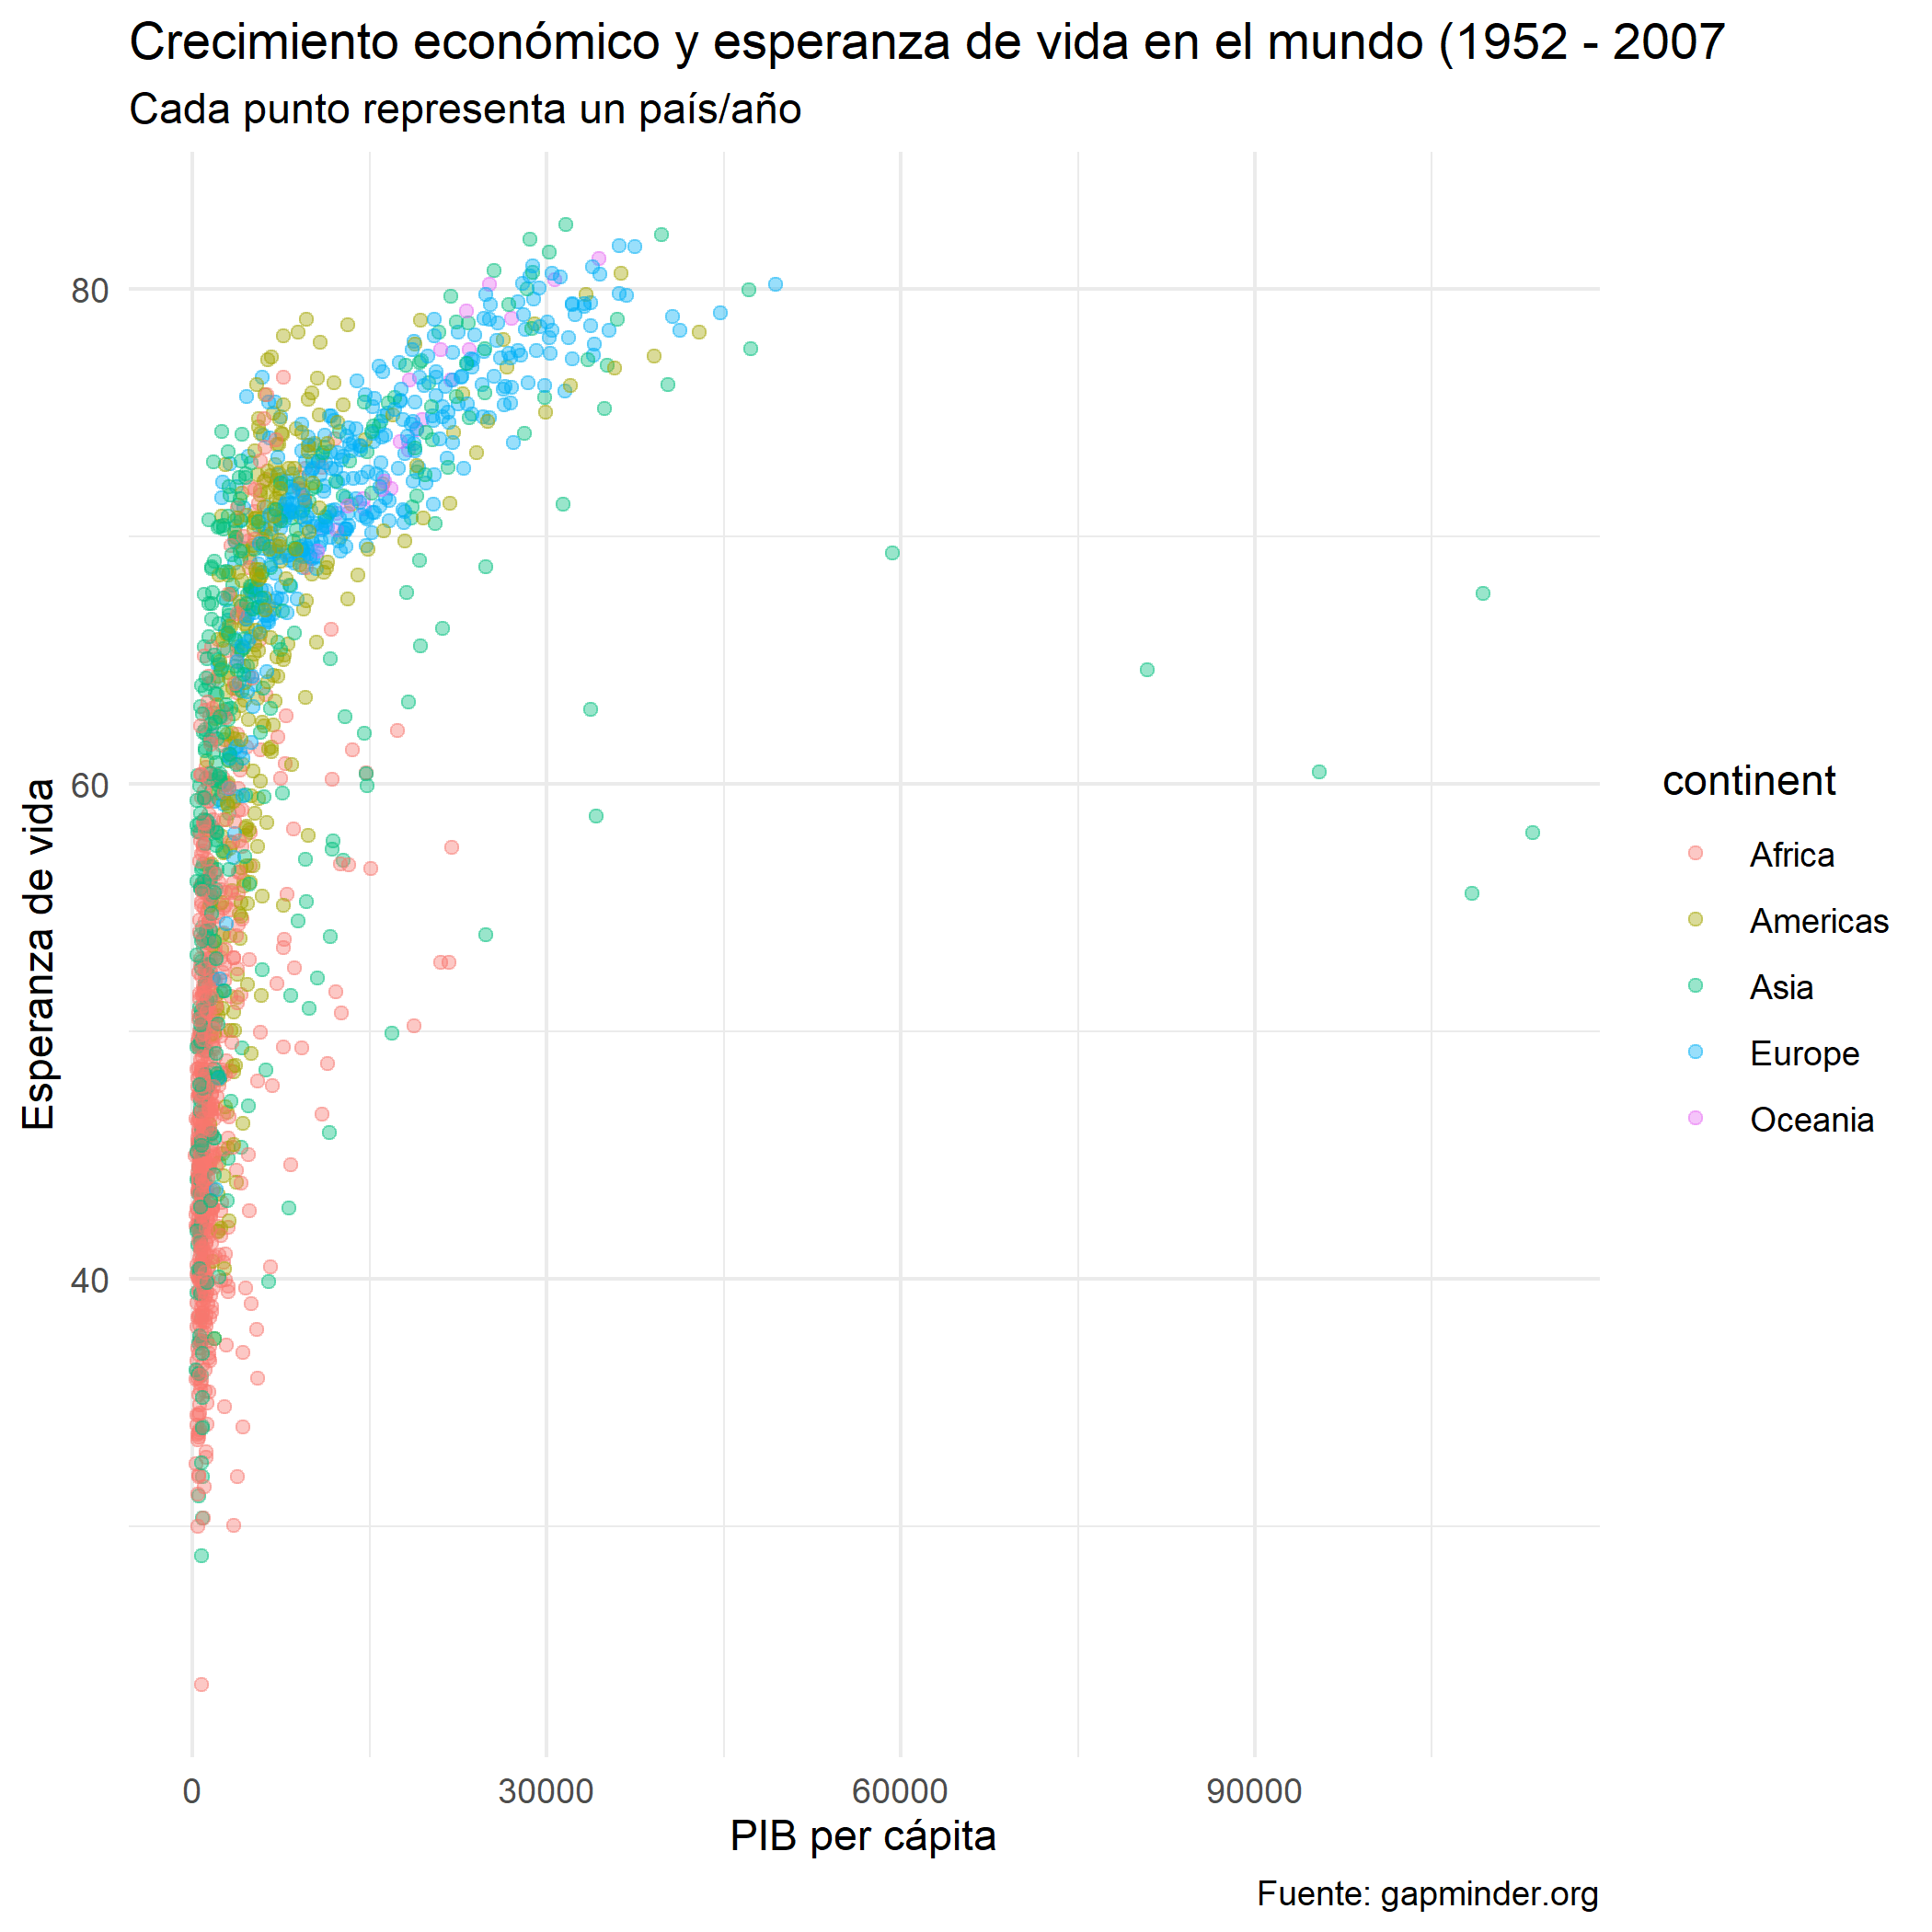 Crecimiento económico y esperanza de vida en el mundo (1952 - 2007
Cada punto representa un país/año
80
60
40
Esperanza de vida
0 30000 60000 90000
PIB per cápita
continent
Africa
Americas
Asia
Europe
Oceania
Fuente: gapminder.org